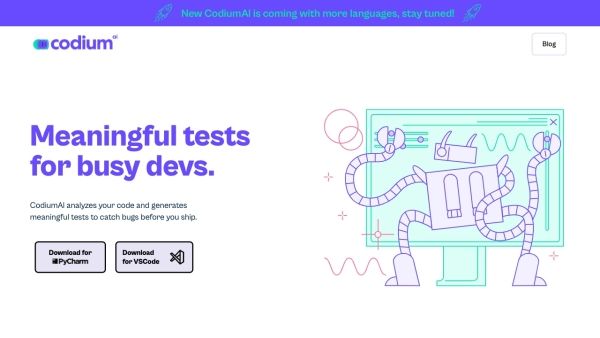 New CodiumAI is coming with more languages, stay tuned!
codium ai
Blog
Meaningful tests
for busy devs.
CodiumAI analyzes your code and generates
meaningful tests to catch bugs before you ship.
Download for
PyCharm
Download
for VSCode